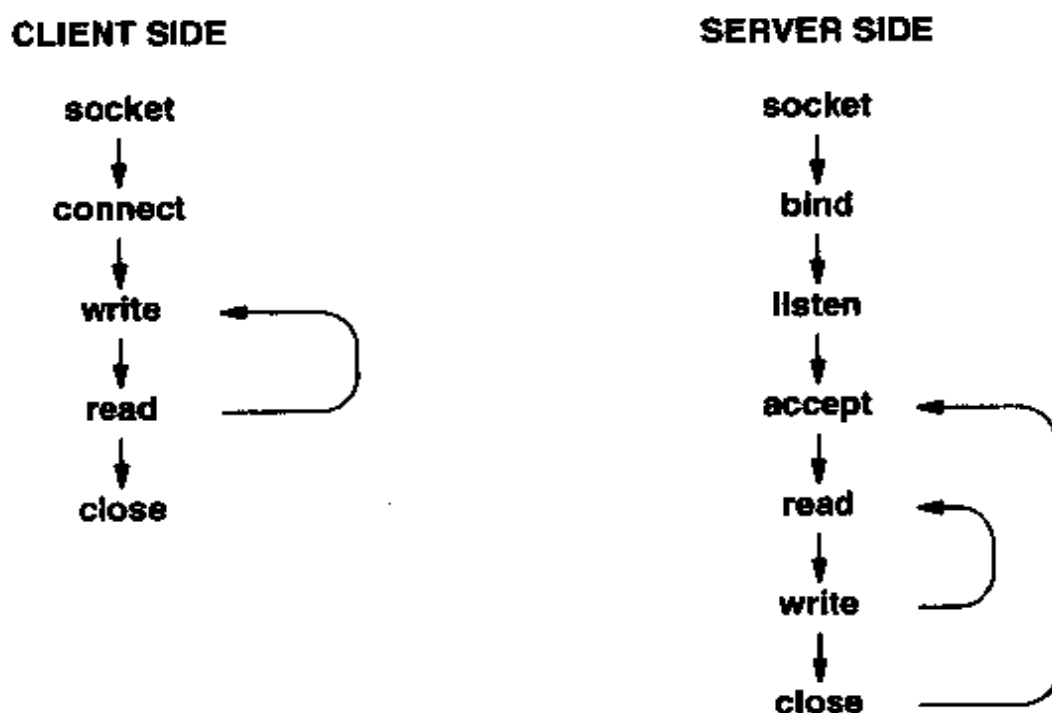 CLIENT SIDE
socket
connect
write
read
close
SERVER SIDE
socket
bind
listen
accept
read
write
close